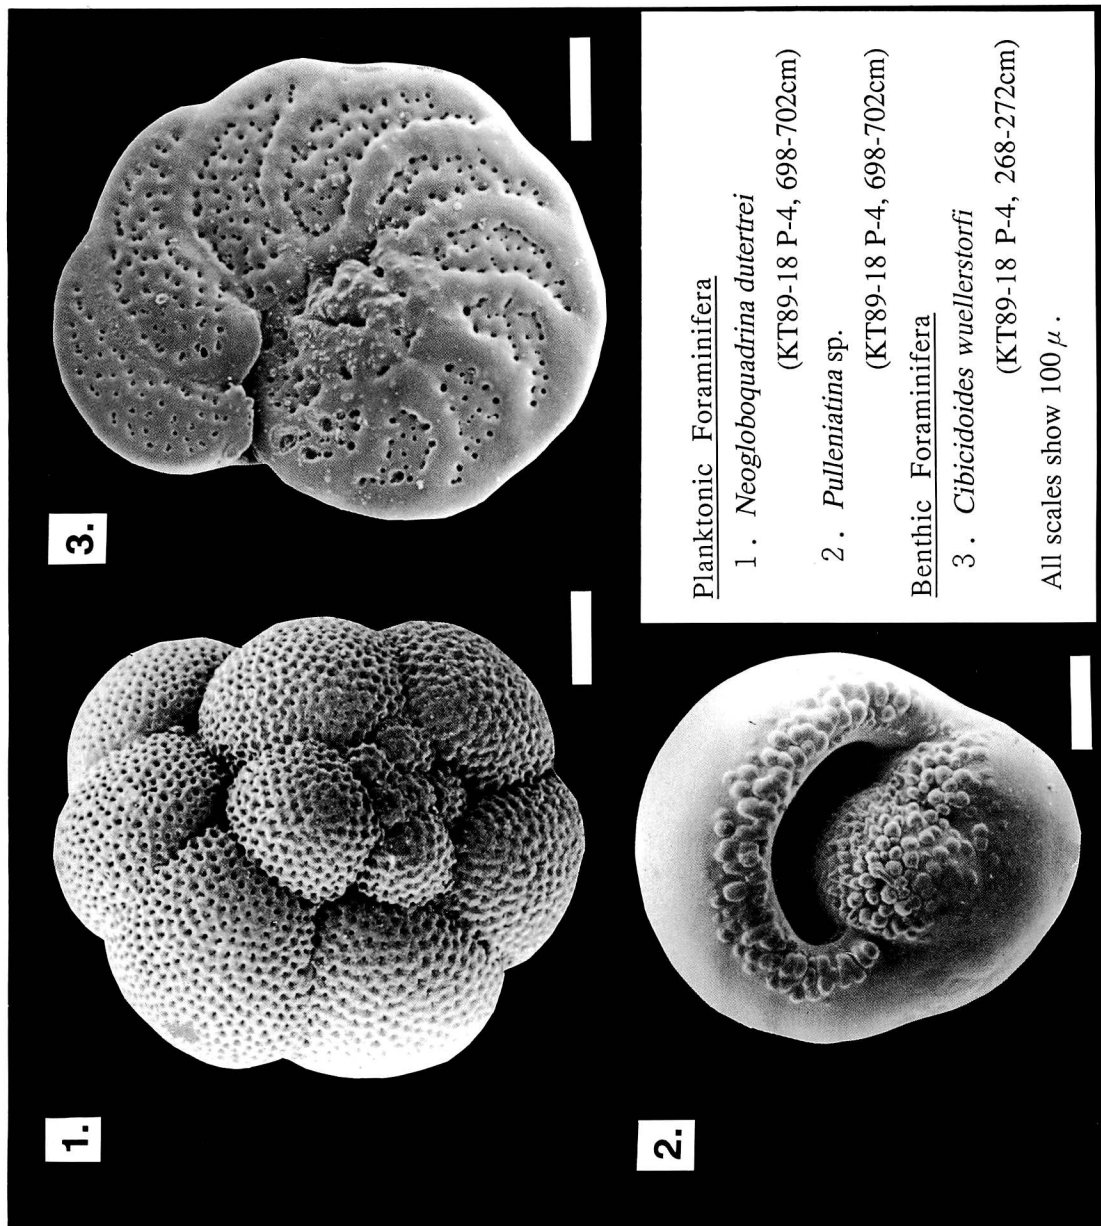 1.
3.
2.
Planktonic Foraminifera
1. Neogloboquadrina dutertrei
(KT89-18 P-4, 698-702cm)
2. Pulleniatina sp.
(KT89-18 P-4, 698-702cm)
Benthic Foraminifera
3. Cibicidoides wuellerstorfi
(KT89-18 P-4, 268-272cm)
All scales show 100 μ.